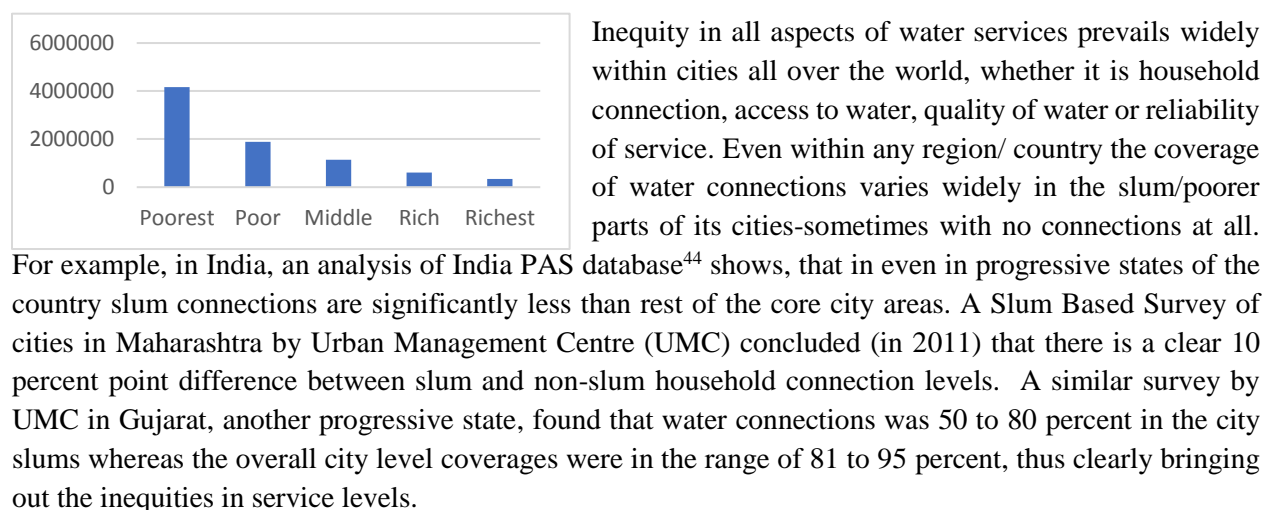 6000000
4000000
2000000
0
Poorest Poor Middle Rich Richest
Inequity in all aspects of water services prevails widely
within cities all over the world, whether it is household
connection, access to water, quality of water or reliability
of service. Even within any region/ country the coverage
of water connections varies widely in the slum/poorer
parts of its cities-sometimes with no connections at all.
For example, in India, an analysis of India PAS database44 shows, that in even in progressive states of the
country slum connections are significantly less than rest of the core city areas. A Slum Based Survey of
cities in Maharashtra by Urban Management Centre (UMC) concluded (in 2011) that there is a clear 10
percent point difference between slum and non-slum household connection levels. A similar survey by
UMC in Gujarat, another progressive state, found that water connections was 50 to 80 percent in the city
slums whereas the overall city level coverages were in the range of 81 to 95 percent, thus clearly bringing
out the inequities in service levels.